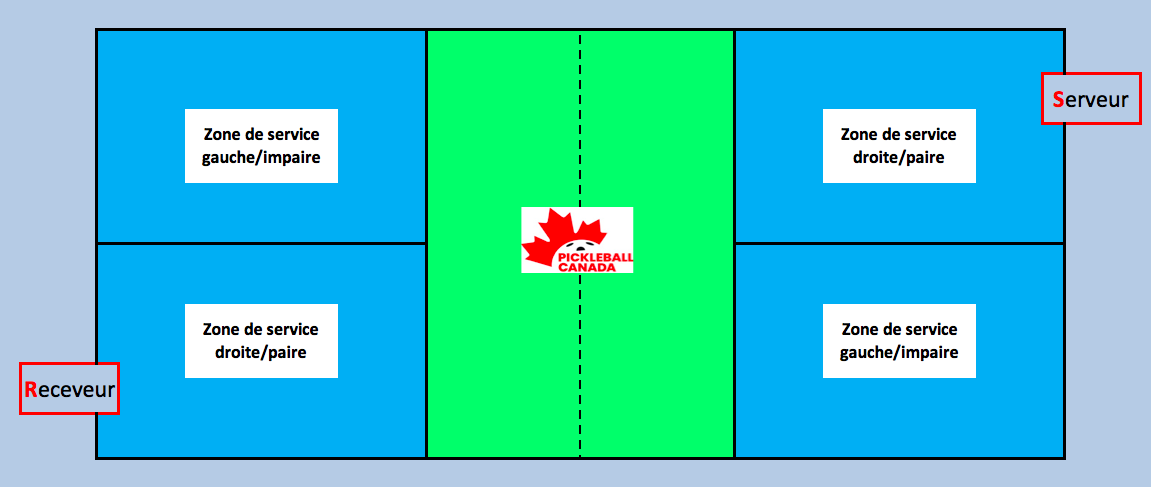 Zone de service
gauche/impaire
Zone de service
droite/paire
Serveur
PICKLEBALL
CANADA
Zone de service
droite/paire
Zone de service
gauche/impaire
Receveur